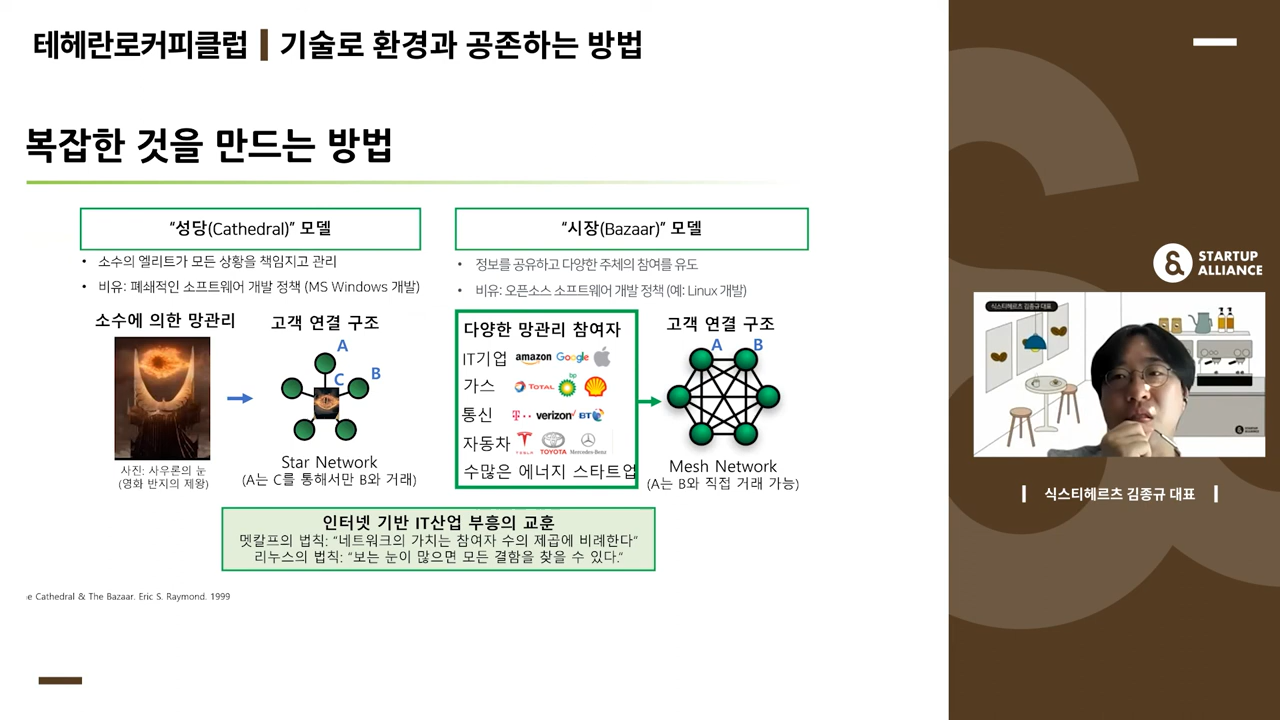 테헤란로커피클럽 | 기술로 환경과 공존하는 방법
복잡한 것을 만드는 방법
“성당(Cathedral)” 모델
• 소수의 엘리트가 모든 상황을 책임지고 관리
• 비유: 폐쇄적인 소프트웨어 개발 정책 (MS Windows 개발)
소수에 의한 망관리
고객 연결 구조
A
B
C
사진: 사우론의 눈
(영화 반지의 제왕)
Star Network
(A는 C를 통해서만 B와 거래)
“시장(Bazaar)” 모델
• 정보를 공유하고 다양한 주체의 참여를 유도
• 비유: 오픈소스 소프트웨어 개발 정책 (예: Linux 개발)
다양한 망관리 참여자
IT기업 amazon Google
가스 TOTAL bp
통신 T verizon BT
자동차 TESLA TOYOTA Mercedes-Benz
수많은 에너지 스타트업
고객 연결 구조
A B
Mesh Network
(A는 B와 직접 거래 가능)
인터넷 기반 IT산업 부흥의 교훈
멧칼프의 법칙: “네트워크의 가치는 참여자 수의 제곱에 비례한다”
리누스의 법칙: “보는 눈이 많으면 모든 결함을 찾을 수 있다.”
e Cathedral & The Bazaar. Eric S. Raymond. 1999
STARTUP
ALLIANCE
식스티헤르츠 김종규 대표
STARTUP
ALLIANCE
식스티헤르츠 김종규 대표